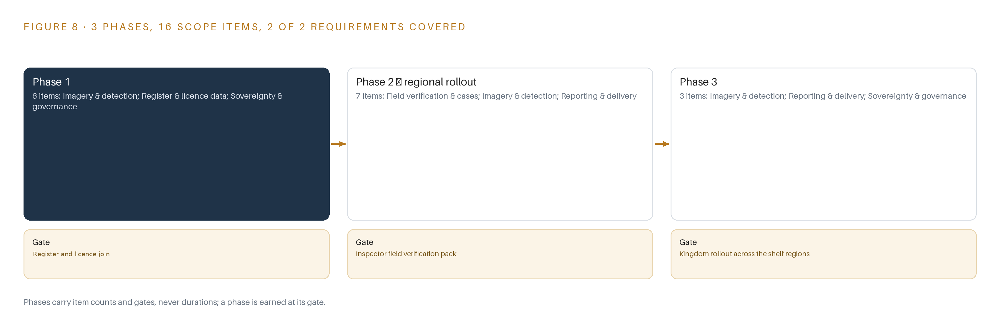 FIGURE 8 · 3 PHASES, 16 SCOPE ITEMS, 2 OF 2 REQUIREMENTS COVERED
Phase 1
6 items: Imagery & detection; Register & licence data; Sovereignty &
governance
Phase 2 regional rollout
7 items: Field verification & cases; Imagery & detection; Reporting & delivery
Phase 3
3 items: Imagery & detection; Reporting & delivery; Sovereignty & governance
Gate
Register and licence join
Gate
Inspector field verification pack
Gate
Kingdom rollout across the shelf regions
Phases carry item counts and gates, never durations; a phase is earned at its gate.